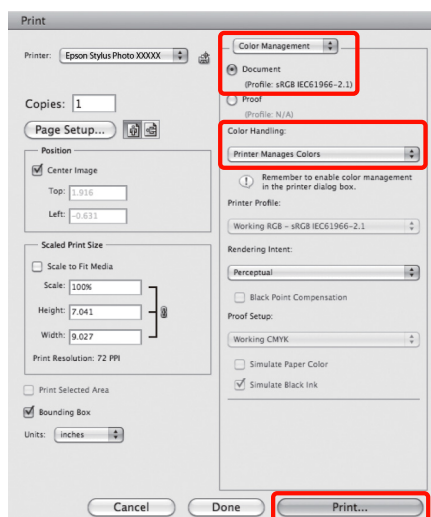 Print
Printer: Epson Stylus Photo XXXXX
Copies: 1
Page Setup...
Position
Center Image
Top: 1.916
Left: -0.631
Scaled Print Size
Scale to Fit Media
Scale: 100%
Height: 7.041
Width: 9.027
Print Resolution: 72 PPI
Print Selected Area
Bounding Box
Units: inches
Color Management
Document
(Profile: sRGB IEC61966-2.1)
Proof
(Profile: N/A)
Color Handling:
Printer Manages Colors
Remember to enable color management
in the printer dialog box.
Printer Profile:
Working RGB - sRGB IEC61966-2.1
Rendering Intent:
Perceptual
Black Point Compensation
Proof Setup:
Working CMYK
Simulate Paper Color
Simulate Black Ink
Cancel
Done
Print...